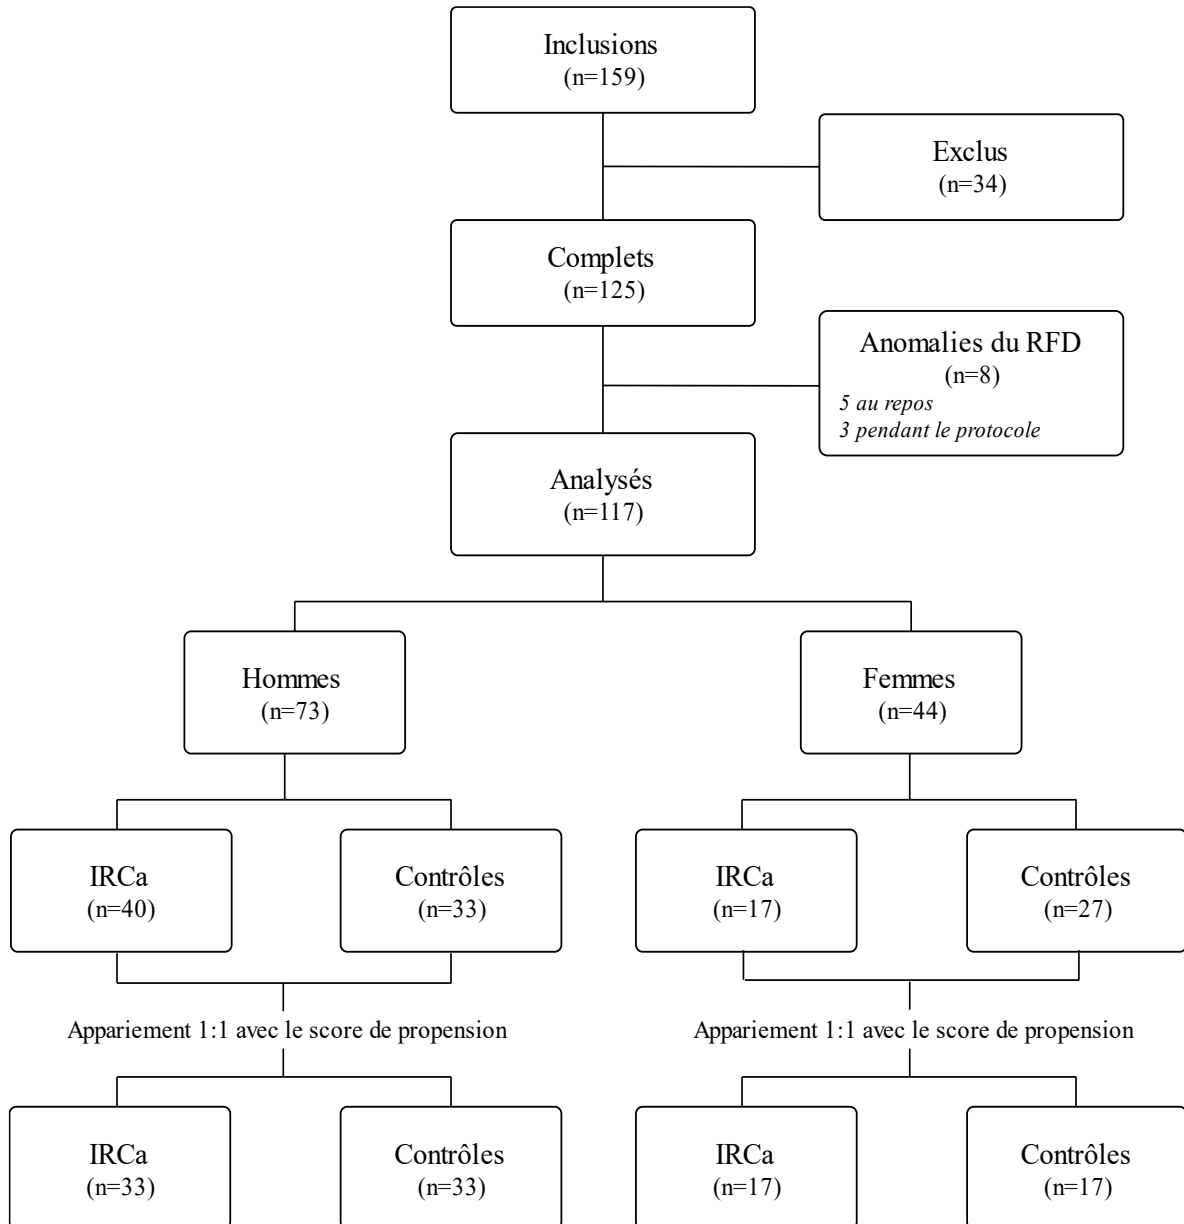 Inclusions
(n=159)
Exclus
(n=34)
Complets
(n=125)
Anomalies du RFD
(n=8)
5 au repos
3 pendant le protocole
Analysés
(n=117)
Hommes
(n=73)
Femmes
(n=44)
IRCa
(n=40)
Contrôles
(n=33)
IRCa
(n=17)
Contrôles
(n=27)
Appariement 1:1 avec le score de propension
Appariement 1:1 avec le score de propension
IRCa
(n=33)
Contrôles
(n=33)
IRCa
(n=17)
Contrôles
(n=17)